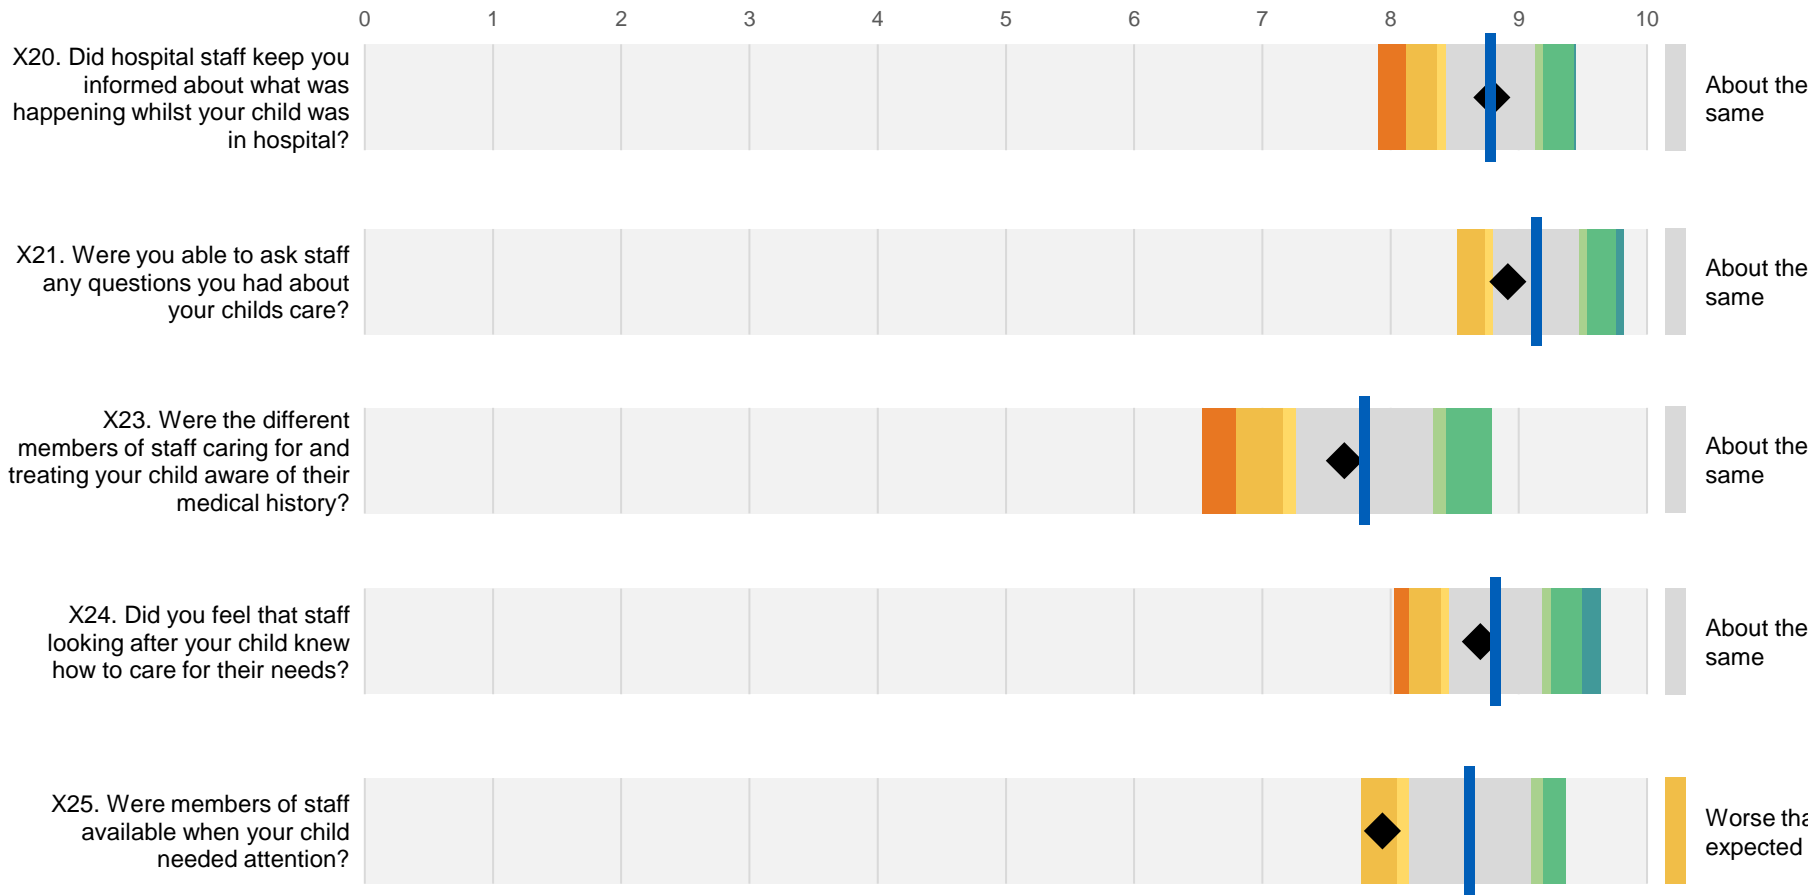 0 1 2 3 4 5 6 7 8 9 10
X20. Did hospital staff keep you
informed about what was
happening whilst your child was
in hospital?
About the
same
X21. Were you able to ask staff
any questions you had about
your childs care?
About the
same
X23. Were the different
members of staff caring for and
treating your child aware of their
medical history?
About the
same
X24. Did you feel that staff
looking after your child knew
how to care for their needs?
About the
same
X25. Were members of staff
available when your child
needed attention?
Worse tha
expected